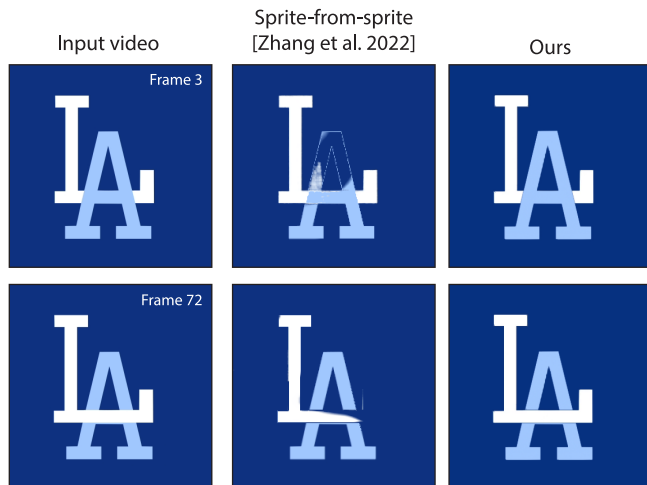 Input video
Sprite-from-sprite
[Zhang et al. 2022]
Ours
Frame 3
LA
LA
LA
Frame 72
LA
LA
LA